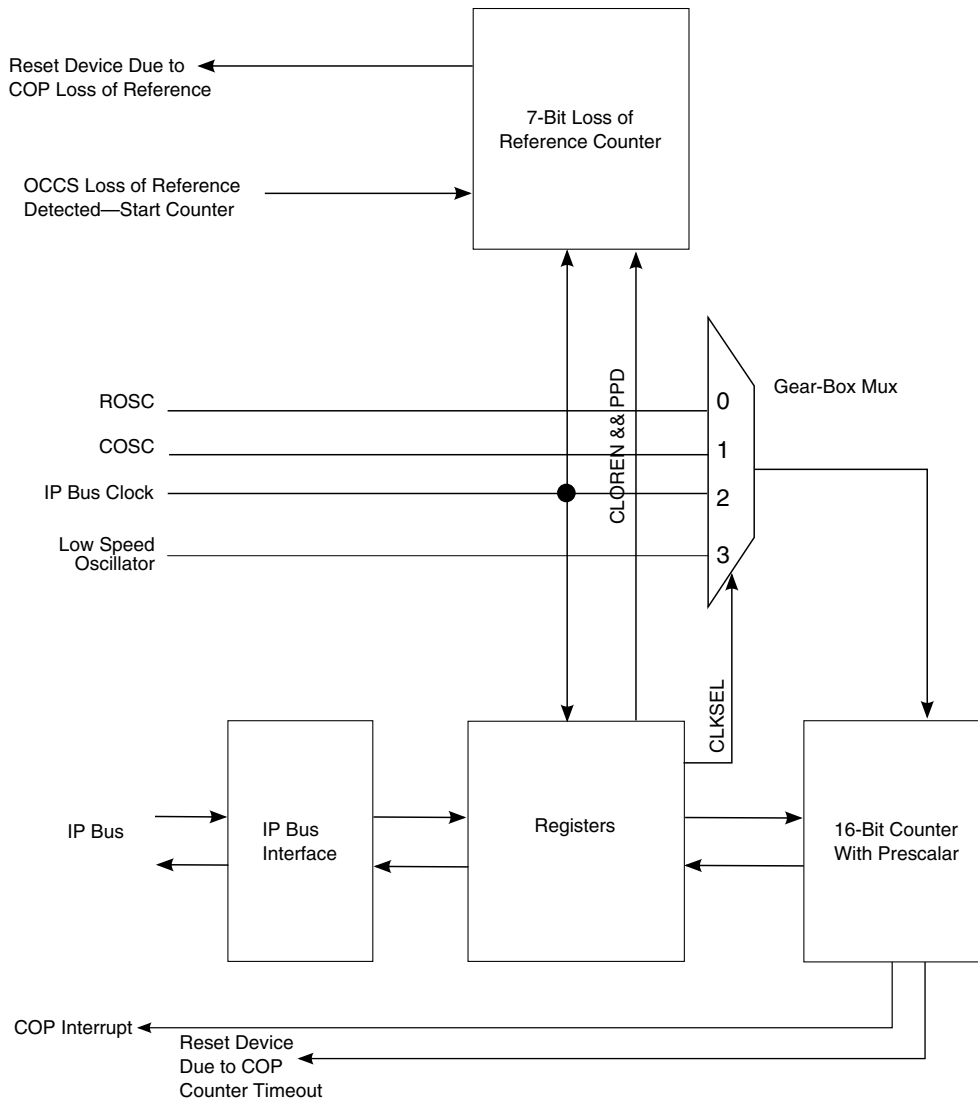 Reset Device Due to
COP Loss of Reference
7-Bit Loss of
Reference Counter
OCCS Loss of Reference
Detected—Start Counter
CLOREN && PPD
Gear-Box Mux
ROSC
0
COSC
1
IP Bus Clock
2
Low Speed
Oscillator
3
CLKSEL
IP Bus
IP Bus
Interface
Registers
16-Bit Counter
With Prescalar
COP Interrupt
Reset Device
Due to COP
Counter Timeout